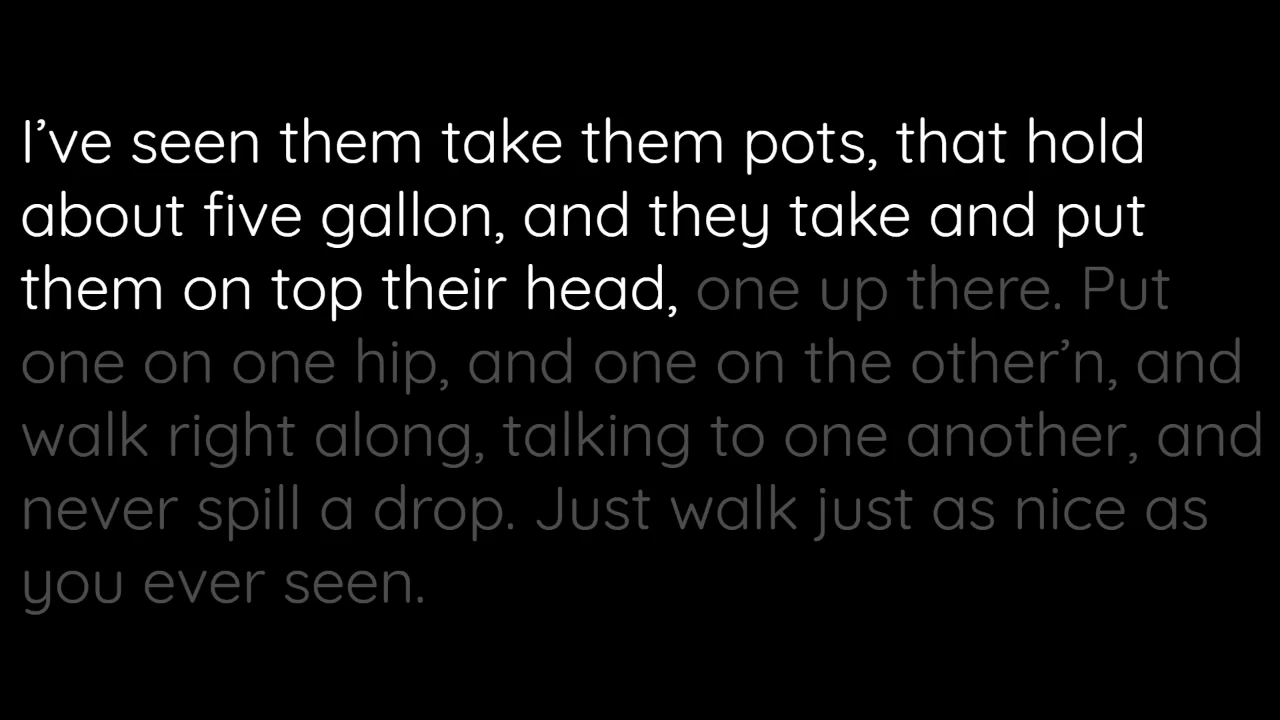 I’ve seen them take them pots, that hold
about five gallon, and they take and put
them on top their head, one up there. Put
one on one hip, and one on the other’n, and
walk right along, talking to one another, and
never spill a drop. Just walk just as nice as
you ever seen.